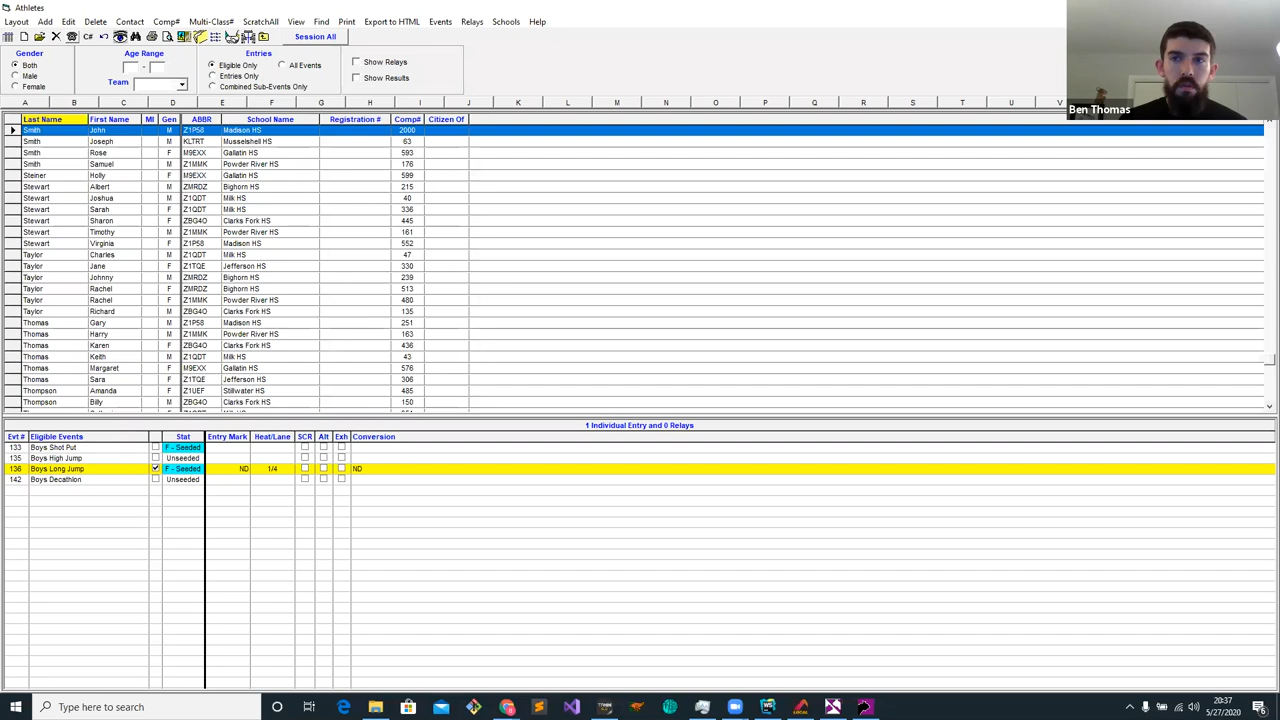 Athletes
Layout Add Edit Delete Contact Comp# Multi-Class# ScratchAll View Find Print Export to HTML Events Relays Schools Help
C# Session All
Gender Age Range Entries
Both - Eligible Only All Events Show Relays
Male Entries Only Show Results
Female Team Combined Sub-Events Only
Ben Thomas
A B C D E F G H I J K L M N O P Q R S T U V
Last Name First Name MI Gen ABBR School Name Registration # Comp# Citizen Of
Smith John M Z1P58 Madison HS 2000
Smith Joseph M KLTRT Musselshell HS 63
Smith Rose F M9EXX Gallatin HS 593
Smith Samuel M Z1MMK Powder River HS 176
Steiner Holly F M9EXX Gallatin HS 599
Stewart Albert M ZMRDZ Bighorn HS 215
Stewart Joshua M Z1QDT Milk HS 40
Stewart Sarah F Z1QDT Milk HS 336
Stewart Sharon F ZBG4O Clarks Fork HS 445
Stewart Timothy M Z1MMK Powder River HS 161
Stewart Virginia F Z1P58 Madison HS 552
Taylor Charles M Z1QDT Milk HS 47
Taylor Jane F Z1TQE Jefferson HS 330
Taylor Johnny M ZMRDZ Bighorn HS 239
Taylor Rachel F ZMRDZ Bighorn HS 513
Taylor Rachel F Z1MMK Powder River HS 480
Taylor Richard M ZBG4O Clarks Fork HS 135
Thomas Gary M Z1P58 Madison HS 251
Thomas Harry M Z1MMK Powder River HS 163
Thomas Karen F ZBG4O Clarks Fork HS 436
Thomas Keith M Z1QDT Milk HS 43
Thomas Margaret F M9EXX Gallatin HS 576
Thomas Sara F Z1TQE Jefferson HS 306
Thompson Amanda F Z1UEF Stillwater HS 485
Thompson Billy M ZBG4O Clarks Fork HS 150
1 Individual Entry and 0 Relays
Evt # Eligible Events Stat Entry Mark Heat/Lane SCR Alt Exh Conversion
133 Boys Shot Put F - Seeded
135 Boys High Jump Unseeded
136 Boys Long Jump F - Seeded ND 1/4 ND
142 Boys Decathlon Unseeded
Type here to search
20:37
5/27/2020